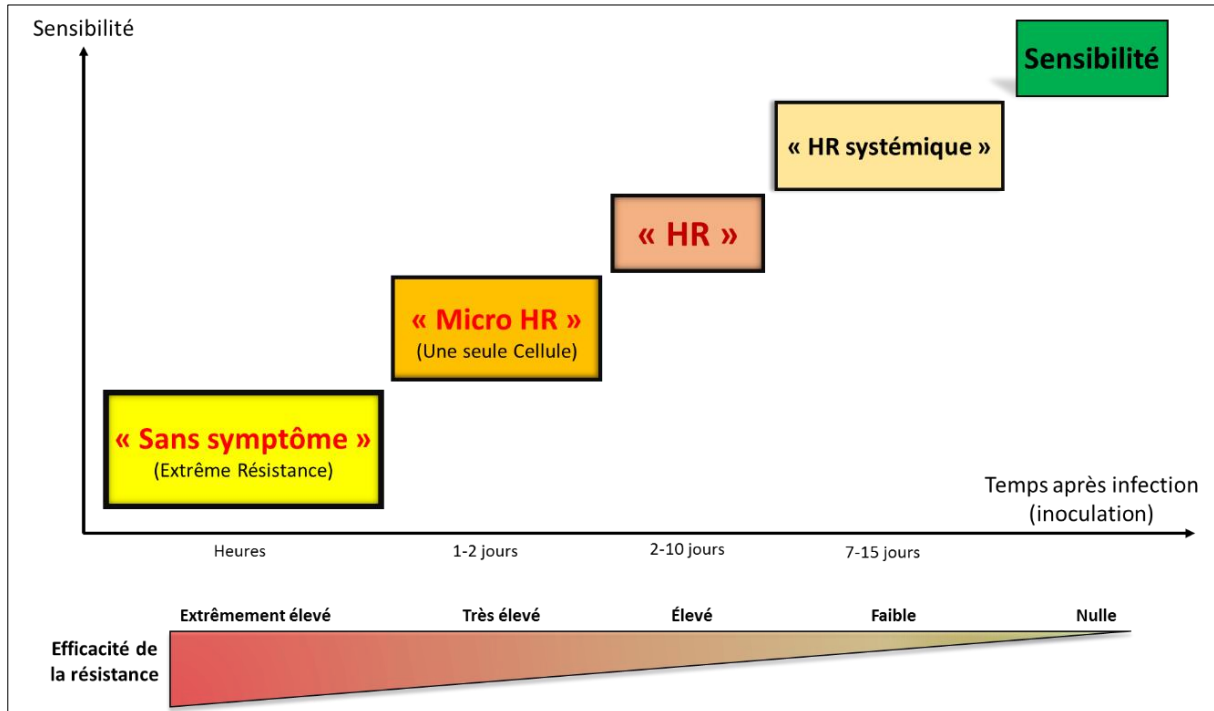 Sensibilité
Sensibilité
« HR systémique »
« HR »
« Micro HR »
(Une seule Cellule)
« Sans symptôme »
(Extrême Résistance)
Temps après infection
(inoculation)
Heures
1-2 jours
2-10 jours
7-15 jours
Extrêmement élevé
Très élevé
Élevé
Faible
Nulle
Efficacité de
la résistance